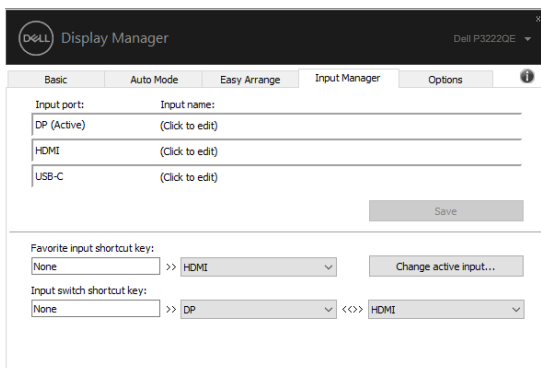 x
DELL Display Manager Dell P3222QE
Basic Auto Mode Easy Arrange Input Manager Options i
Input port: Input name:
DP (Active) (Click to edit)
HDMI (Click to edit)
USB-C (Click to edit)
Save
Favorite input shortcut key:
None >> HDMI Change active input...
Input switch shortcut key:
None >> DP <<>> HDMI